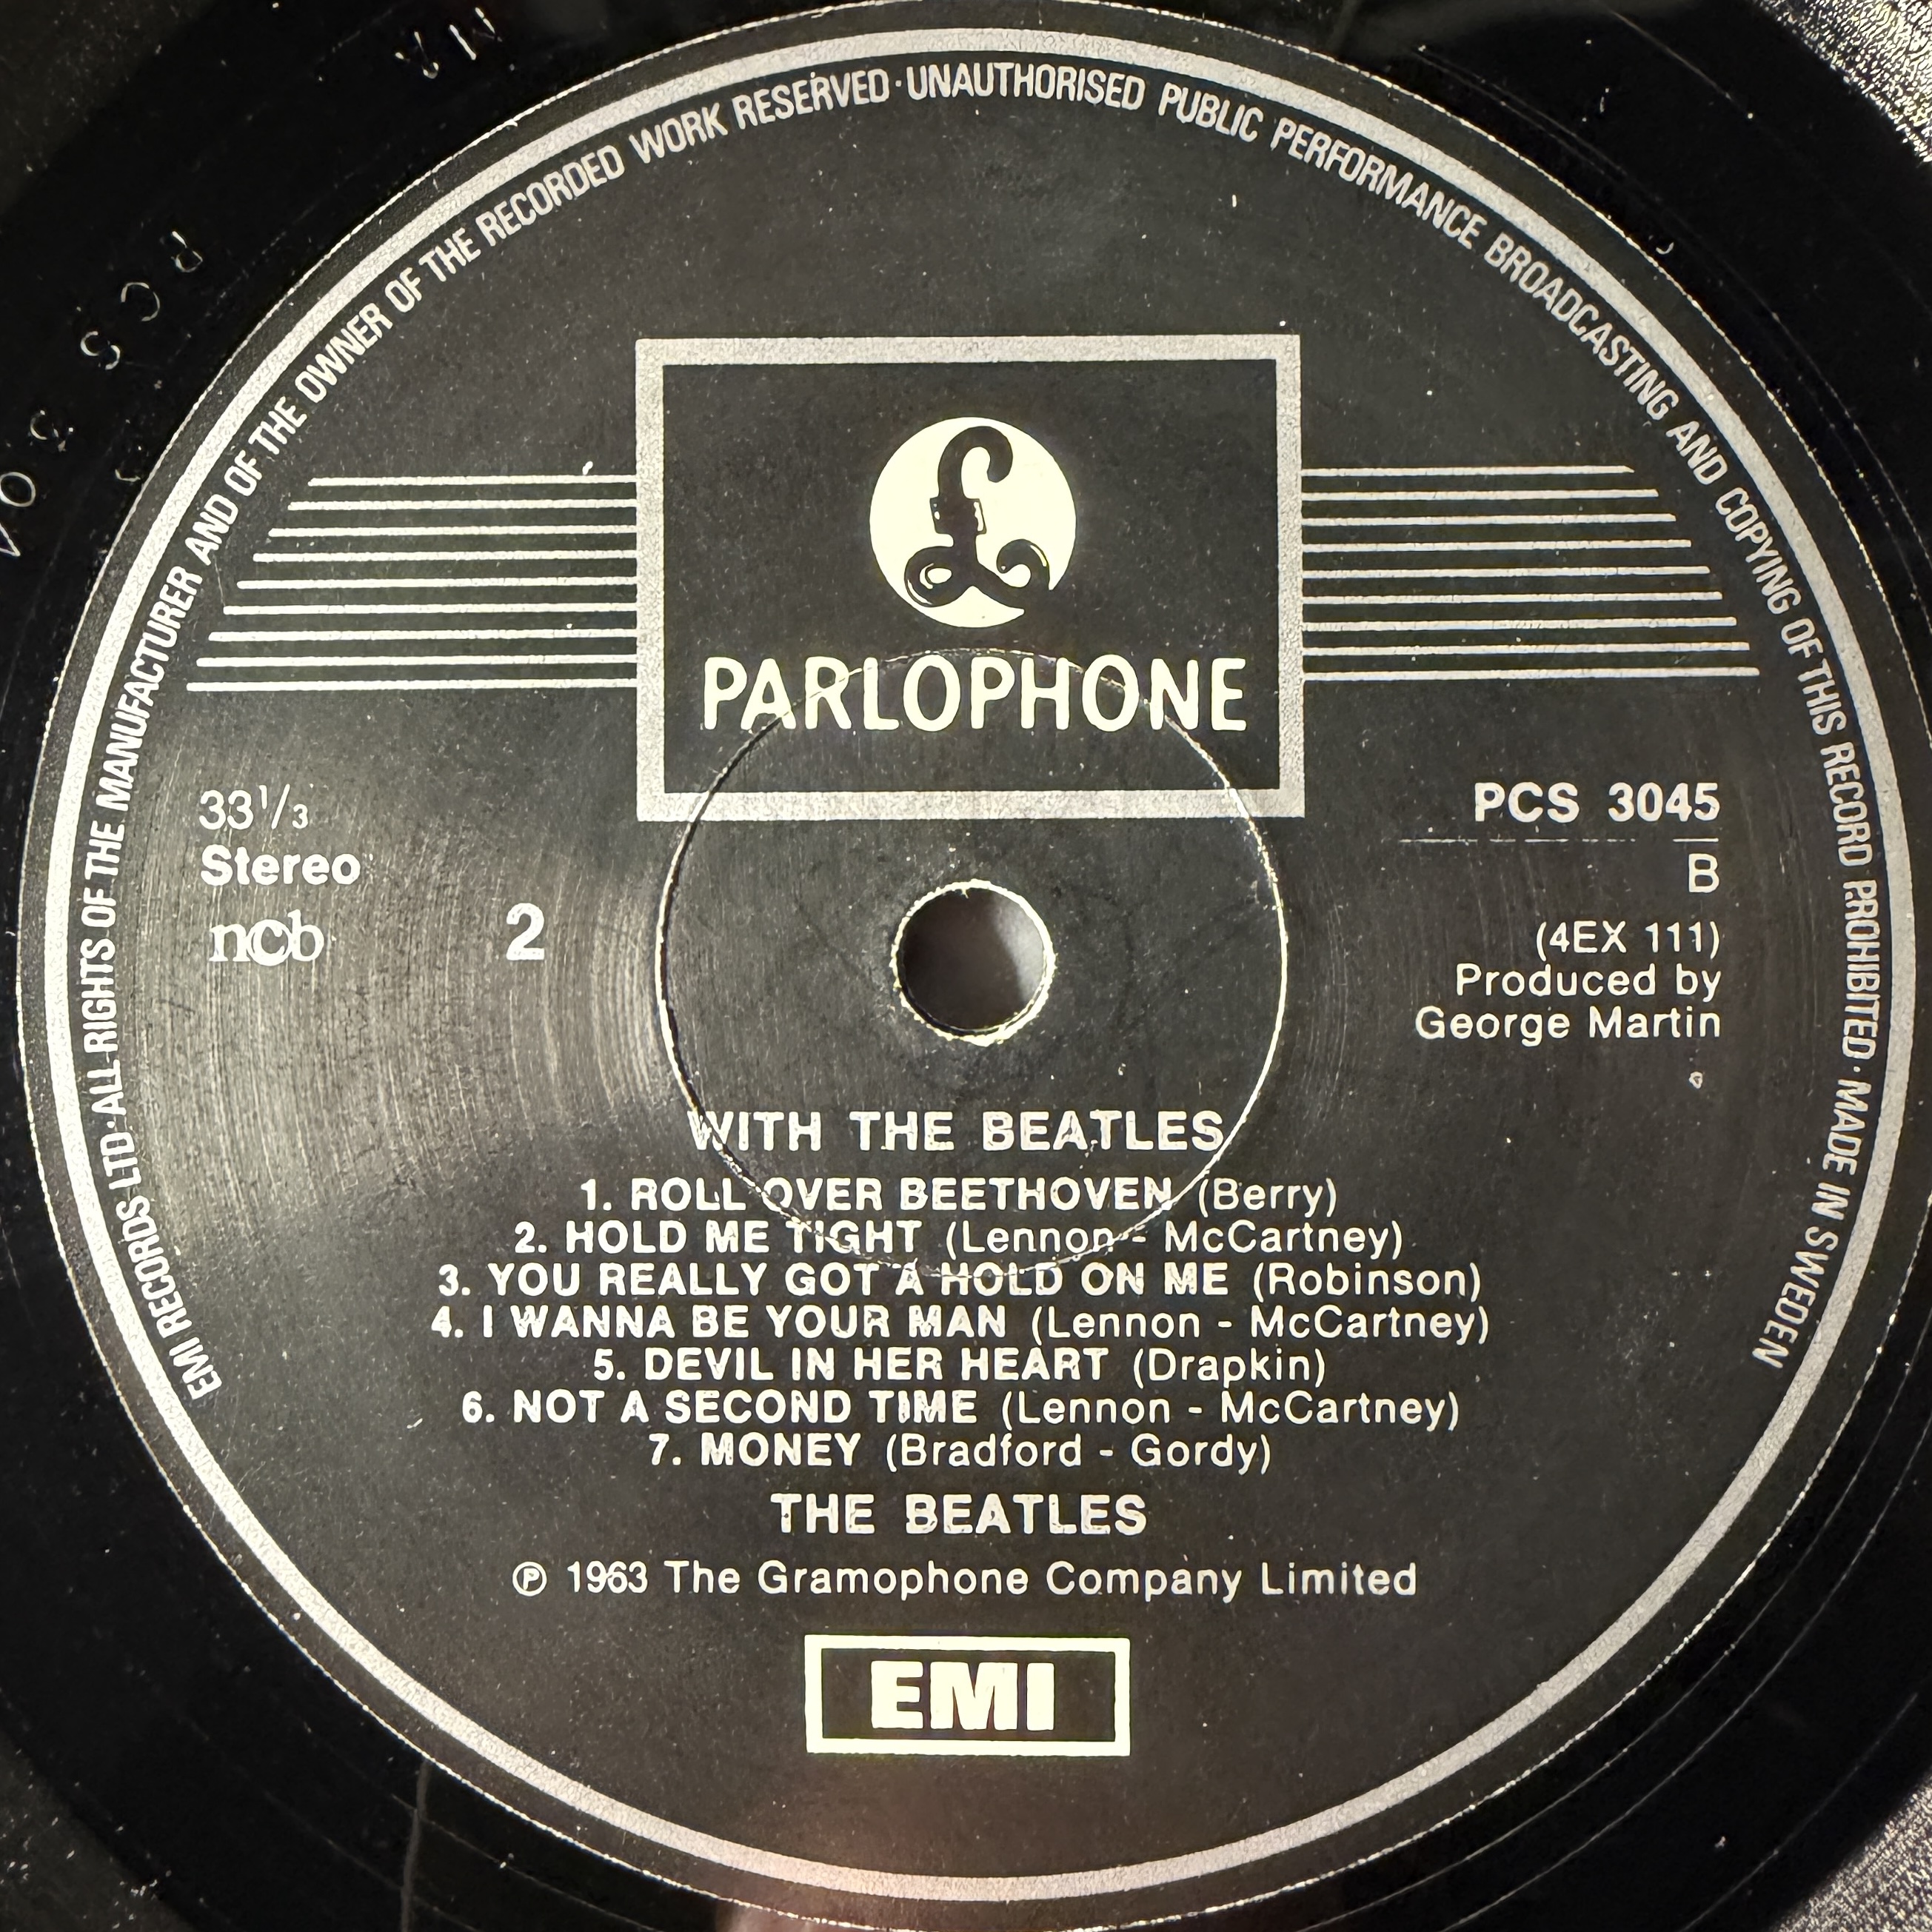 EMI RECORDS LTD·ALL RIGHTS OF THE MANUFACTURER AND OF THE OWNER OF THE RECORDED WORK RESERVED·UNAUTHORISED PUBLIC PERFORMANCE BROADCASTING AND COPYING OF THIS RECORD PROHIBITED·MADE IN SWEDEN
PCS
PARLOPHONE
33 1/3
Stereo
ncb
2
PCS 3045
B
(4EX 111)
Produced by
George Martin
WITH THE BEATLES
1. ROLL OVER BEETHOVEN (Berry)
2. HOLD ME TIGHT (Lennon - McCartney)
3. YOU REALLY GOT A HOLD ON ME (Robinson)
4. I WANNA BE YOUR MAN (Lennon - McCartney)
5. DEVIL IN HER HEART (Drapkin)
6. NOT A SECOND TIME (Lennon - McCartney)
7. MONEY (Bradford - Gordy)
THE BEATLES
℗ 1963 The Gramophone Company Limited
EMI